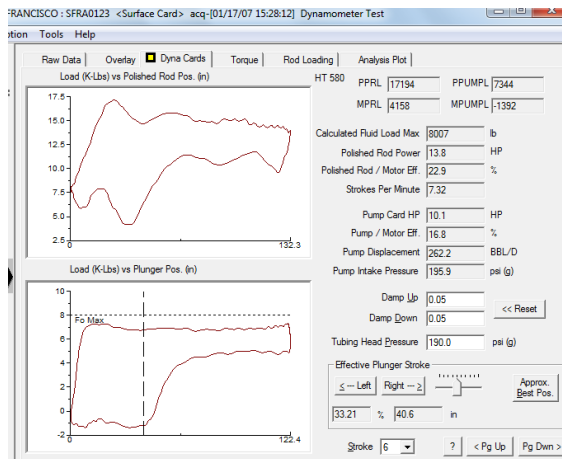 FRANCISCO : SFRA0123 <Surface Card> acq-[01/17/07 15:28:12) Dynamometer Test
otion Tools Help
Raw Data Overlay Dyna Cards Torque Rod Loading Analysis Plot
Load (K-Lbs) vs Polished Rod Pos. (in)
17.5
15.0
12.5
10.0
7.5
5.0
2.5
0 132.3
Load (K-Lbs) vs Plunger Pos. (in)
8
Fo Max
6
4
2
0
-2
0 122.4
HT 580 PPRL 17194 PPUMPL 7344
MPRL 4158 MPUMPL -1392
Calculated Fluid Load Max 8007 lb
Polished Rod Power 13.8 HP
Polished Rod / Motor Eff. 22.9 %
Strokes Per Minute 7.32
Pump Card HP 10.1 HP
Pump / Motor Eff. 16.8 %
Pump Displacement 262.2 BBL/D
Pump Intake Pressure 195.9 psi (g)
Damp Up 0.05
Damp Down 0.05
<< Reset
Tubing Head Pressure 190.0 psi (g)
Effective Plunger Stroke
< --- Left Right --- >
Approx.
Best Pos.
33.21 % 40.6 in
Stroke 6 ? < Pg Up Pg Dwn >